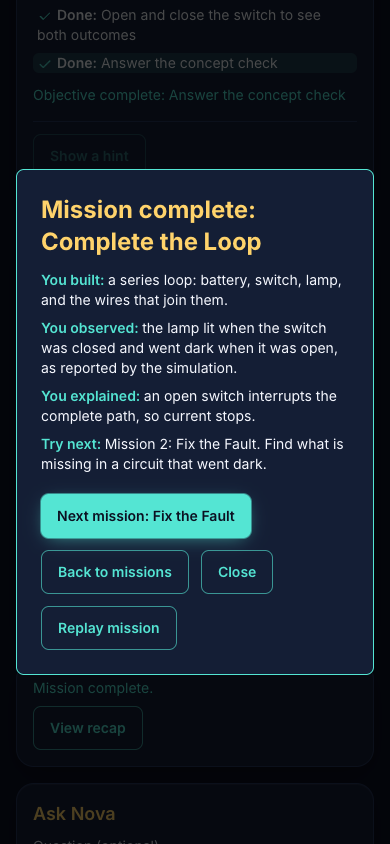 ✓ Done: Open and close the switch to see
both outcomes
✓ Done: Answer the concept check
Objective complete: Answer the concept check
Show a hint
Mission complete:
Complete the Loop
You built: a series loop: battery, switch, lamp,
and the wires that join them.
You observed: the lamp lit when the switch
was closed and went dark when it was open,
as reported by the simulation.
You explained: an open switch interrupts the
complete path, so current stops.
Try next: Mission 2: Fix the Fault. Find what is
missing in a circuit that went dark.
Next mission: Fix the Fault
Back to missions
Close
Replay mission
Mission complete.
View recap
Ask Nova
Question (optional)